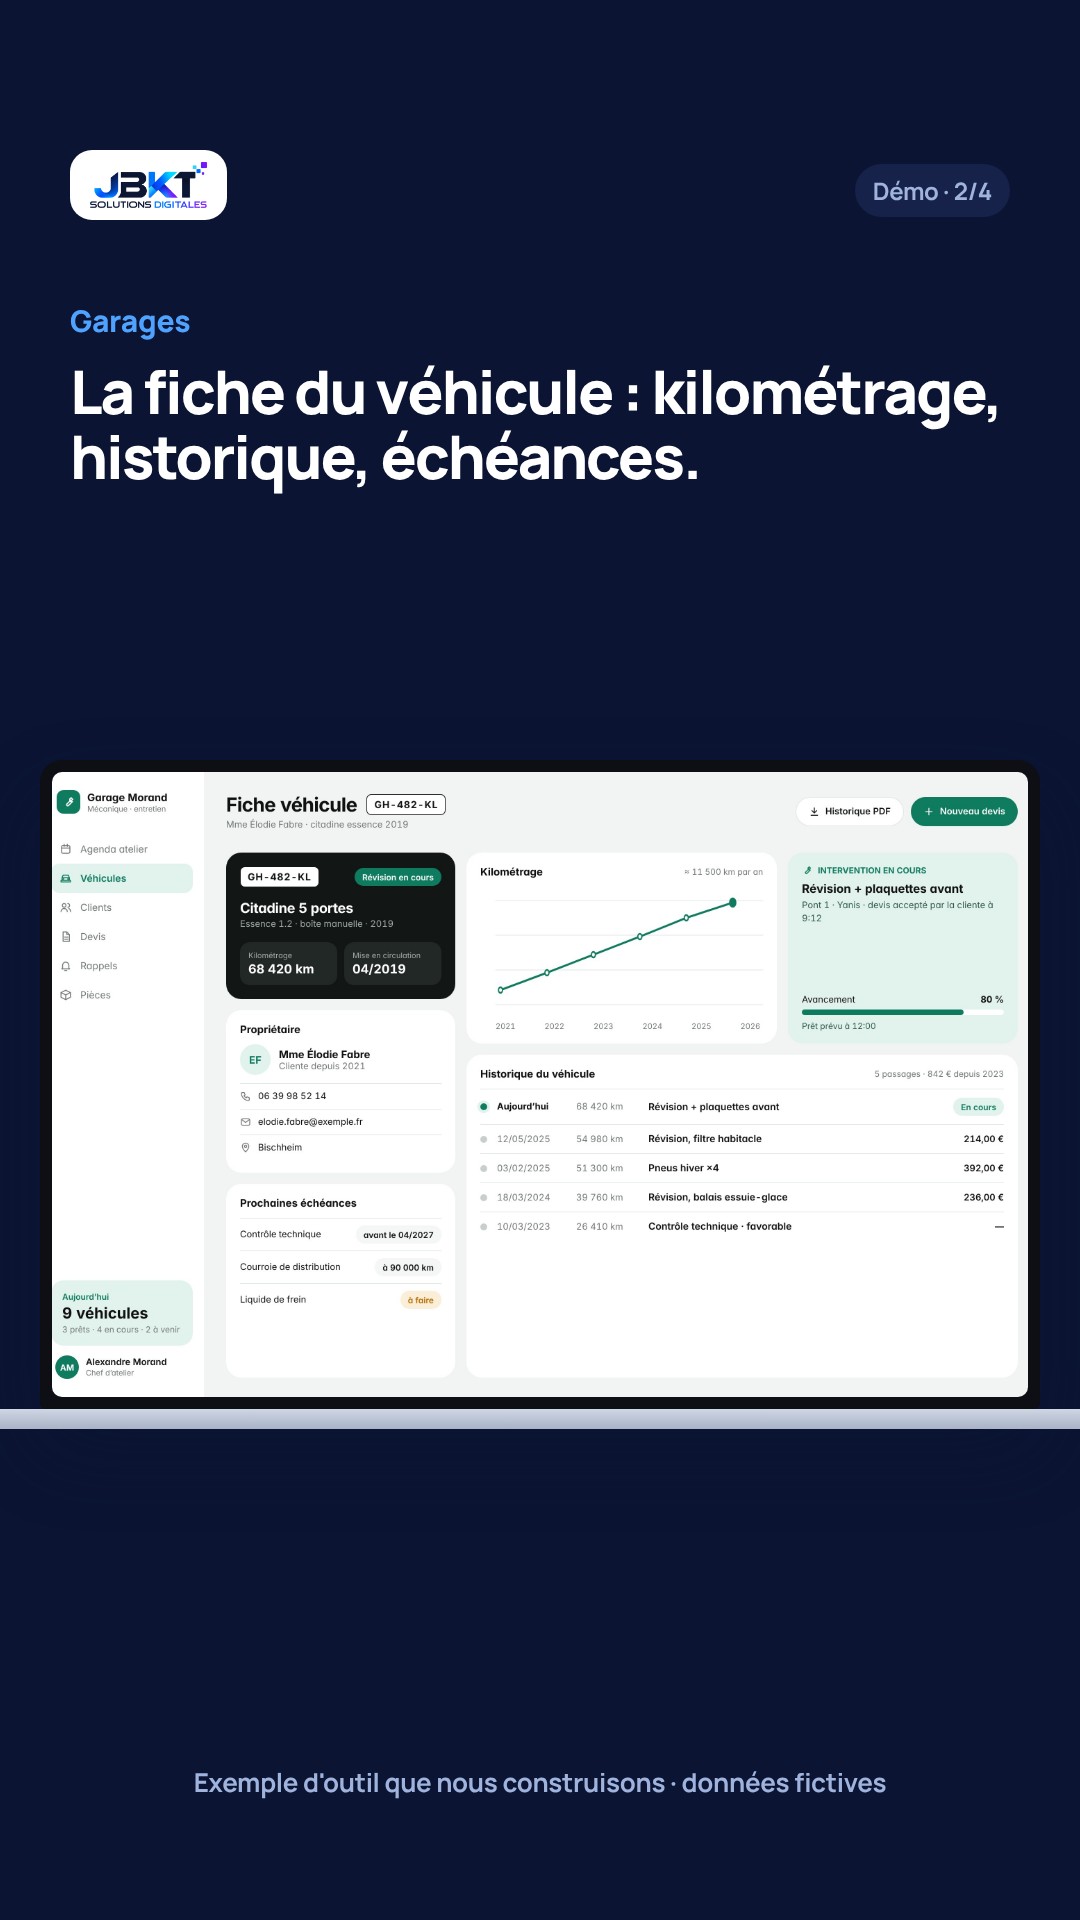 JBKT
SOLUTIONS DIGITALES
Démo · 2/4
Garages
La fiche du véhicule : kilométrage,
historique, échéances.
Garage Morand
Mécanique · entretien
Agenda atelier
Véhicules
Clients
Devis
Rappels
Pièces
Aujourd'hui
9 véhicules
3 prêts · 4 en cours · 2 à venir
AM
Alexandre Morand
Chef d'atelier
Fiche véhicule
GH-482-KL
Mme Élodie Fabre · citadine essence 2019
Historique PDF
Nouveau devis
GH-482-KL
Révision en cours
Citadine 5 portes
Essence 1.2 · boîte manuelle · 2019
Kilométrage
68 420 km
Mise en circulation
04/2019
Propriétaire
EF
Mme Élodie Fabre
Cliente depuis 2021
06 39 98 52 14
elodie.fabre@exemple.fr
Bischheim
Prochaines échéances
Contrôle technique
avant le 04/2027
Courroie de distribution
à 90 000 km
Liquide de frein
à faire
Kilométrage
≈ 11 500 km par an
2021 2022 2023 2024 2025 2026
INTERVENTION EN COURS
Révision + plaquettes avant
Pont 1 · Yanis · devis accepté par la cliente à
9:12
Avancement
80 %
Prêt prévu à 12:00
Historique du véhicule
5 passages · 842 € depuis 2023
Aujourd'hui 68 420 km Révision + plaquettes avant En cours
12/05/2025 54 980 km Révision, filtre habitacle 214,00 €
03/02/2025 51 300 km Pneus hiver ×4 392,00 €
18/03/2024 39 760 km Révision, balais essuie-glace 236,00 €
10/03/2023 26 410 km Contrôle technique · favorable —
Exemple d'outil que nous construisons · données fictives